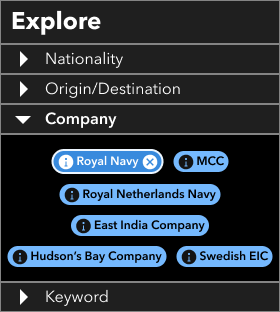 Explore
Nationality
Origin/Destination
Company
Royal Navy MCC
Royal Netherlands Navy
East India Company
Hudson's Bay Company Swedish EIC
Keyword